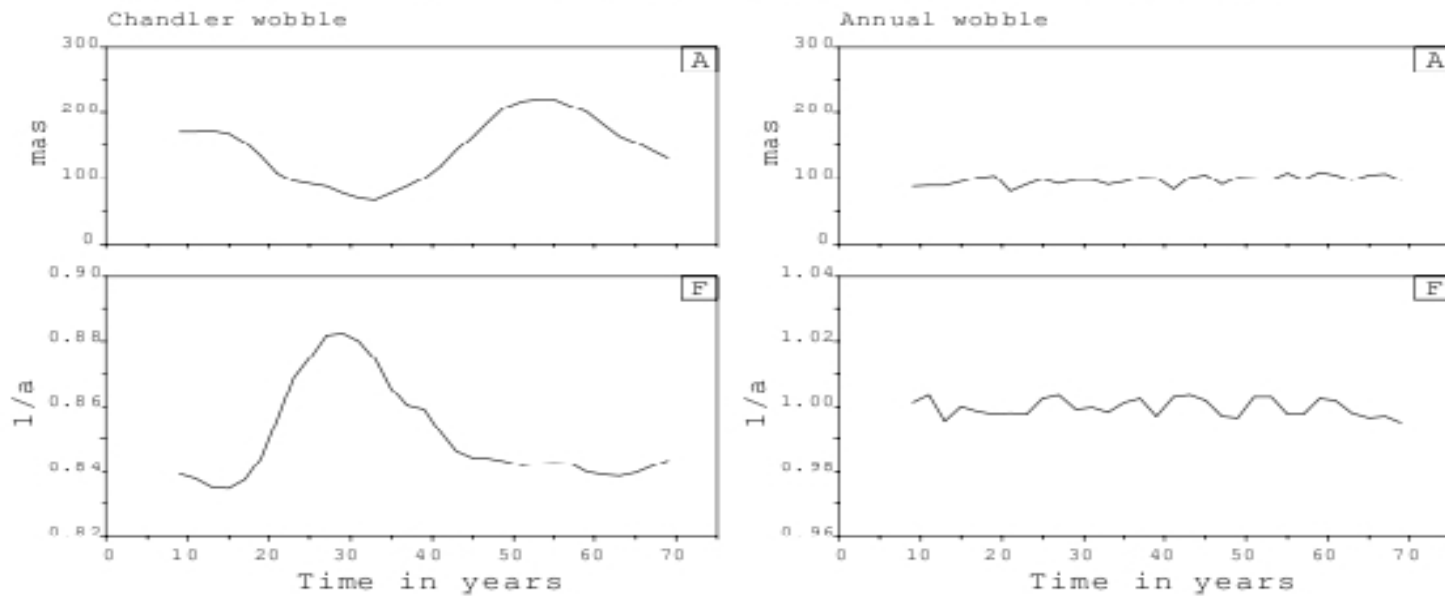 Chandler wobble
300
200
100
0
mas
A
0.90
0.88
0.86
0.84
0.82
1/a
F
0 10 20 30 40 50 60 70
Time in years
Annual wobble
300
200
100
0
mas
A
1.04
1.02
1.00
0.98
0.96
1/a
F
0 10 20 30 40 50 60 70
Time in years